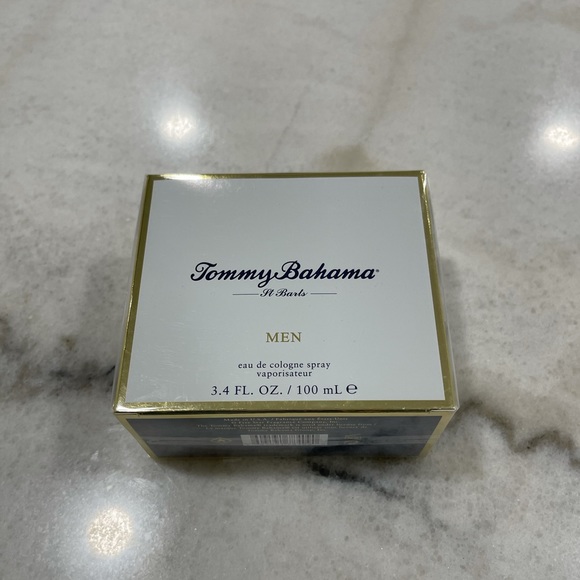 Tommy Bahama®
St Barts
MEN
eau de cologne spray
vaporisateur
3.4 FL. OZ. / 100 mL ℮